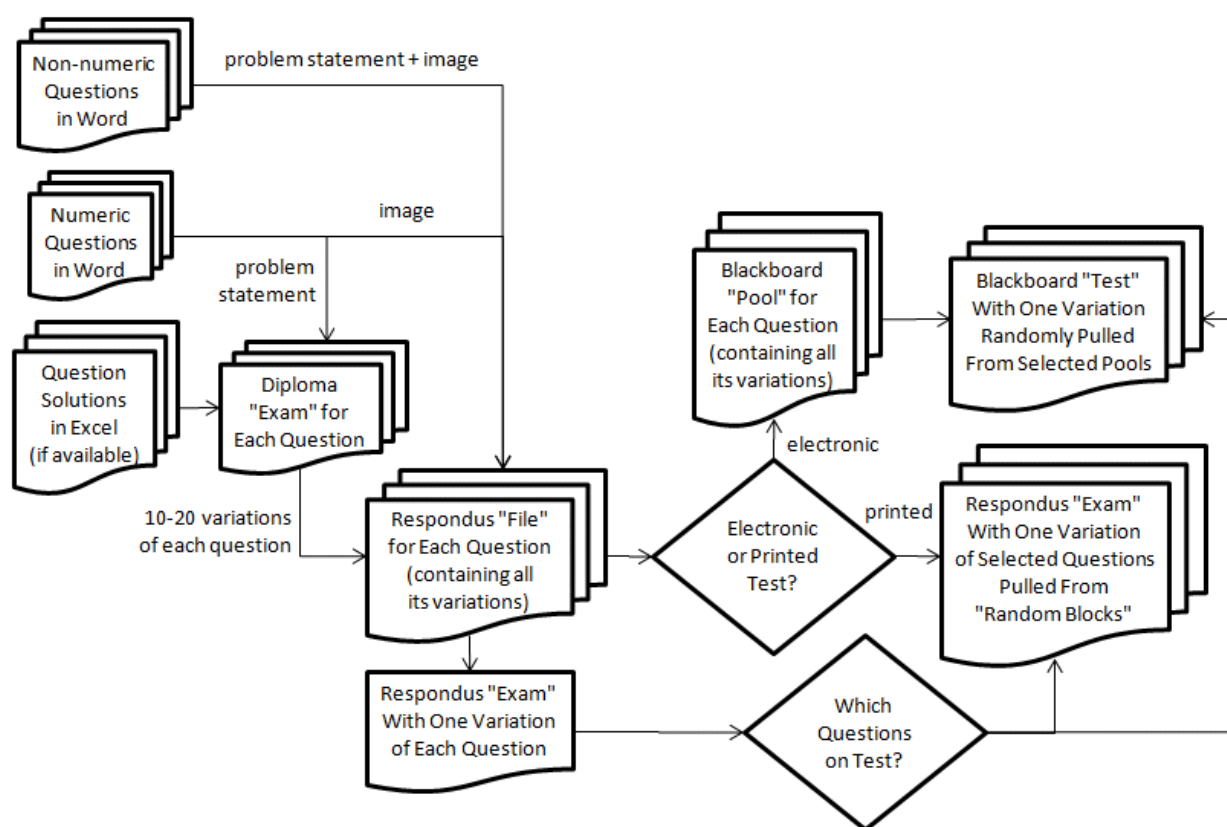 Non-numeric
Questions
in Word
problem statement + image
Numeric
Questions
in Word
image
problem
statement
Question
Solutions
in Excel
(if available)
Diploma
"Exam" for
Each Question
10-20 variations
of each question
Respondus "File"
for Each Question
(containing all
its variations)
Respondus "Exam"
With One Variation
of Each Question
Blackboard
"Pool" for
Each Question
(containing all
its variations)
electronic
Electronic
or Printed
Test?
printed
Blackboard "Test"
With One Variation
Randomly Pulled
From Selected Pools
Respondus "Exam"
With One Variation
of Selected Questions
Pulled From
"Random Blocks"
Which
Questions
on Test?